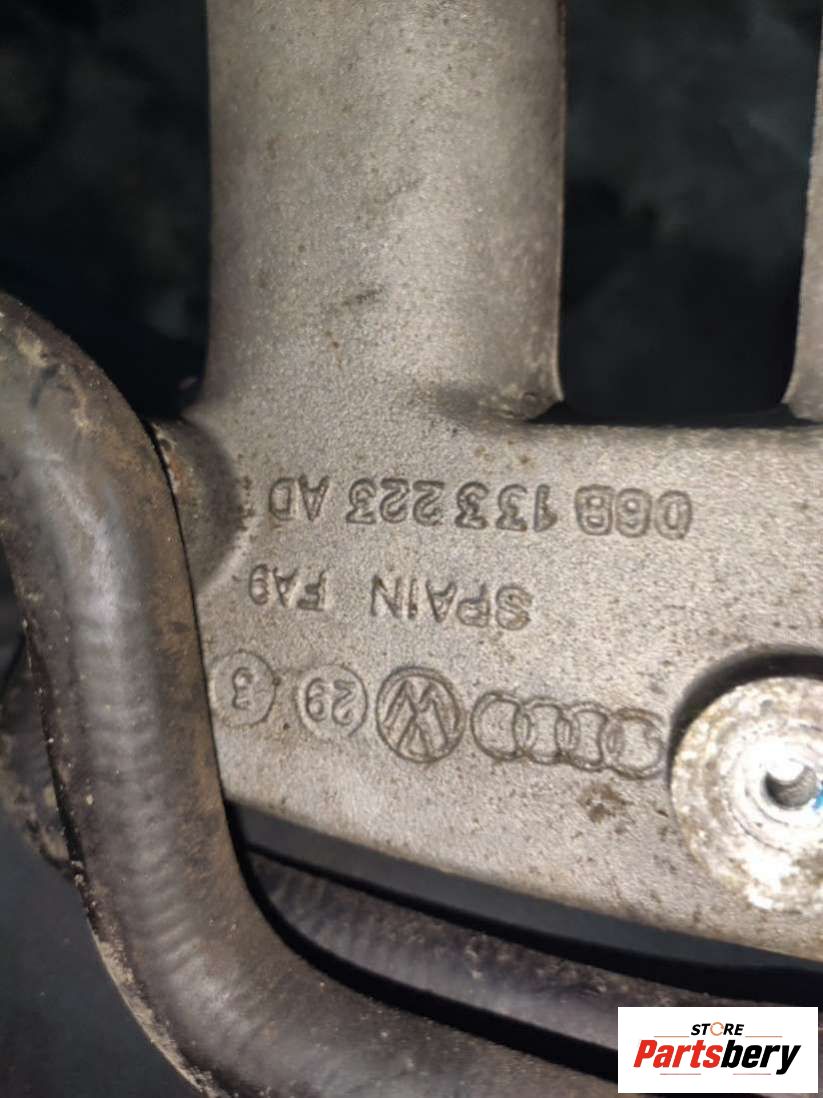 06B 133 223 AD
SPAIN FA9
29 3
STORE
Partsbery